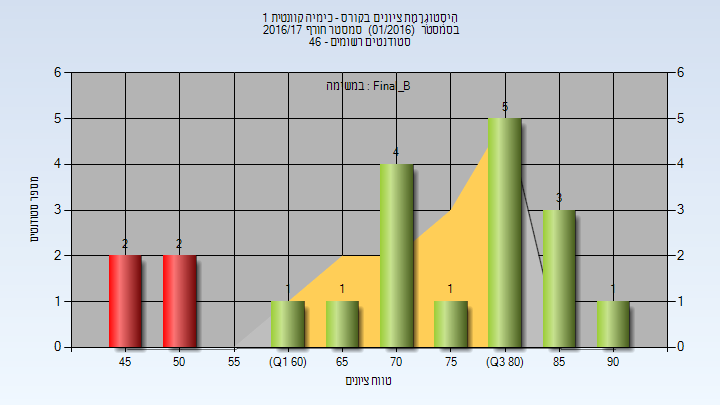 היסטוגרמת ציונים בקורס - כימיה קוונטית 1
בסמסטר (01/2016) סמסטר חורף 2016/17
סטודנטים רשומים - 46
במשימה : Final_B
6 6
5 5 5
4 4 4
3 3 3
2 2 2 2
1 1 1 1 1 1
0 0
מספר סטודנטים
45 50 55 (Q1 60) 65 70 75 (Q3 80) 85 90
טווח ציונים